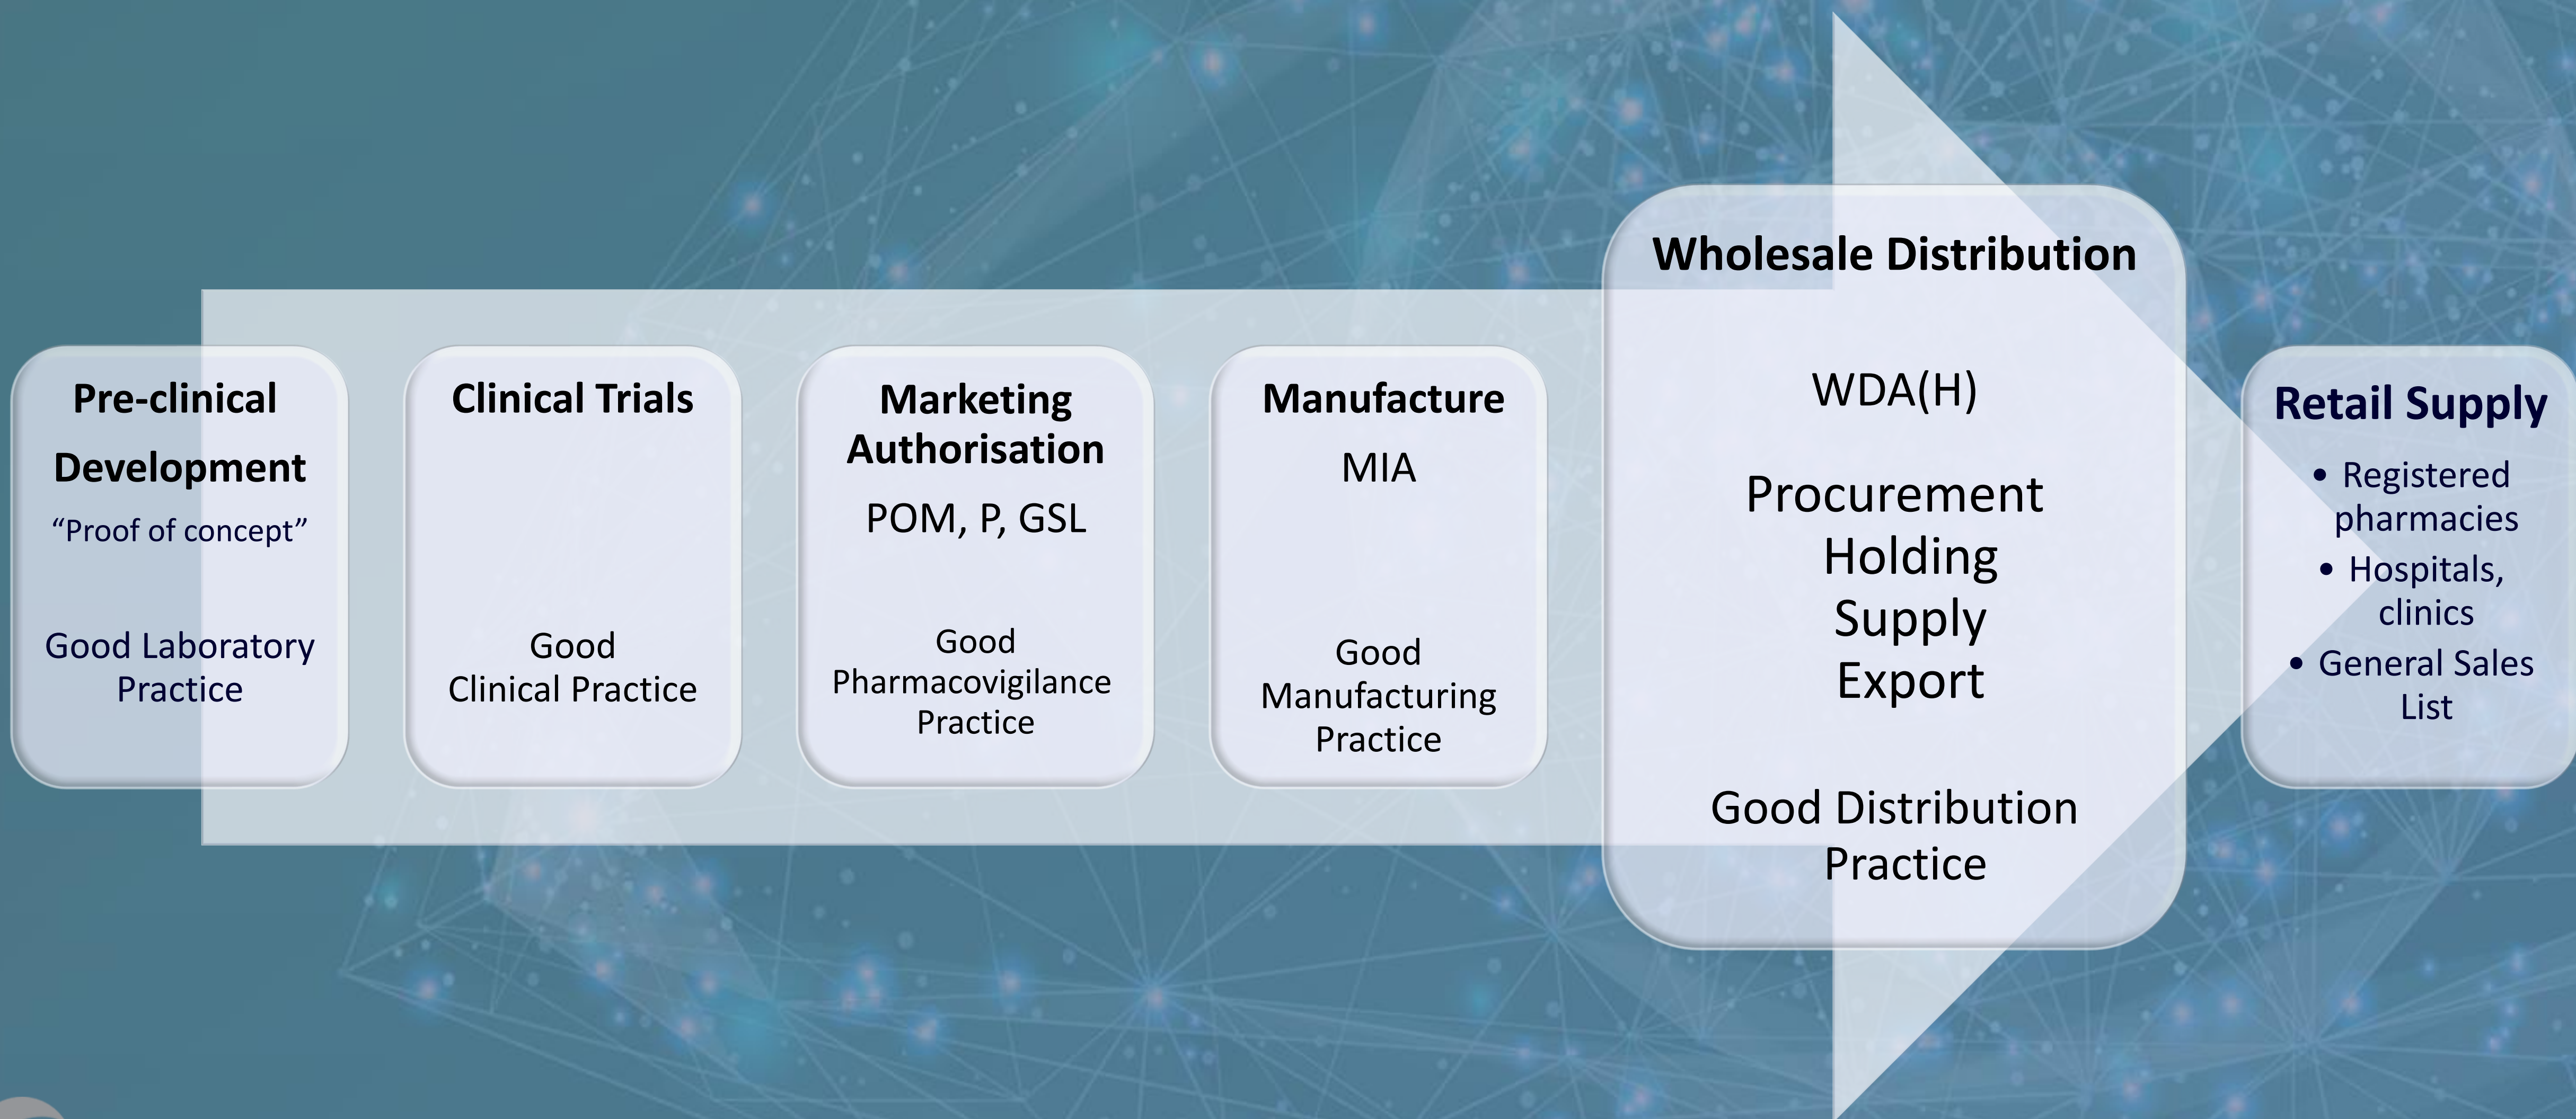 Pre-clinical
Development
“Proof of concept”
Good Laboratory
Practice
Clinical Trials
Good
Clinical Practice
Marketing
Authorisation
POM, P, GSL
Good
Pharmacovigilance
Practice
Manufacture
MIA
Good
Manufacturing
Practice
Wholesale Distribution
WDA(H)
Procurement
Holding
Supply
Export
Good Distribution
Practice
Retail Supply
• Registered
pharmacies
• Hospitals,
clinics
• General Sales
List